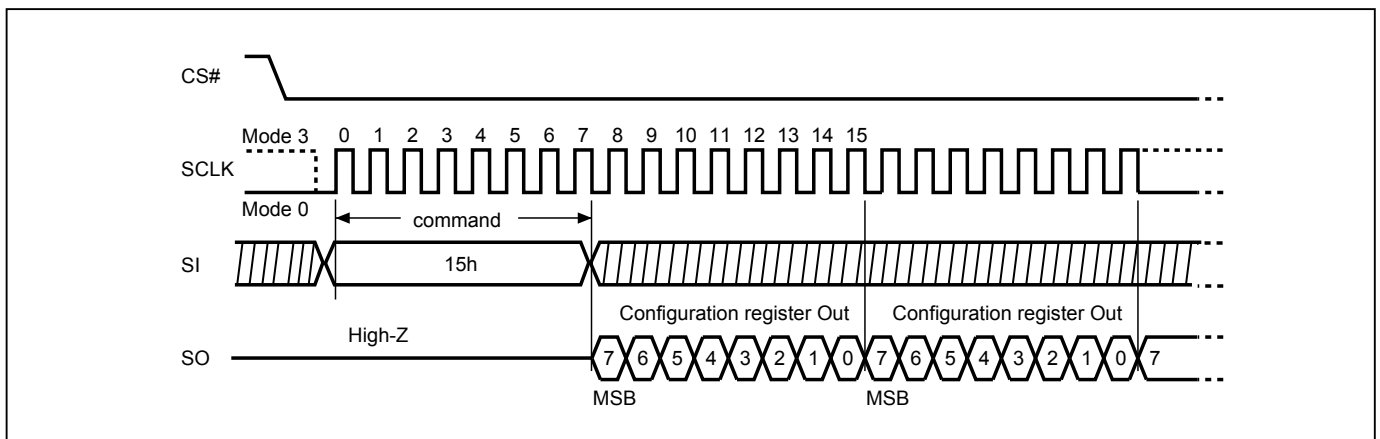 CS#
Mode 3 0 1 2 3 4 5 6 7 8 9 10 11 12 13 14 15
SCLK
Mode 0
command
SI
15h
Configuration register Out Configuration register Out
High-Z
SO
7 6 5 4 3 2 1 0 7 6 5 4 3 2 1 0 7
MSB MSB